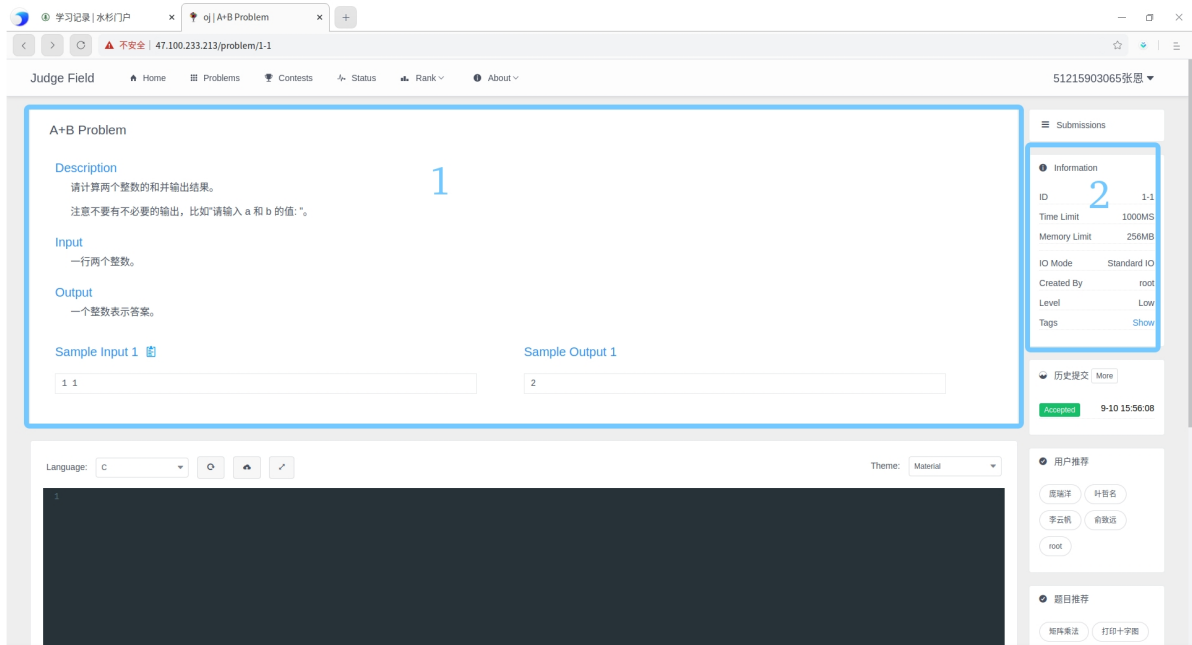 学习记录 | 水杉门户
oj | A+B Problem
不安全 47.100.233.213/problem/1-1
Judge Field Home Problems Contests Status Rank About 51215903065张恩
A+B Problem
Description
请计算两个整数的和并输出结果。
注意不要有不必要的输出，比如"请输入 a 和 b 的值: "。
Input
一行两个整数。
Output
一个整数表示答案。
Sample Input 1 Sample Output 1
1 1 2
1
Submissions
Information
2
ID 1-1
Time Limit 1000MS
Memory Limit 256MB
IO Mode Standard IO
Created By root
Level Low
Tags Show
历史提交 More
Accepted 9-10 15:56:08
Language: C Theme: Material
1
用户推荐
庞瑞洋 叶哲名
李云帆 俞致远
root
题目推荐
矩阵乘法 打印十字图